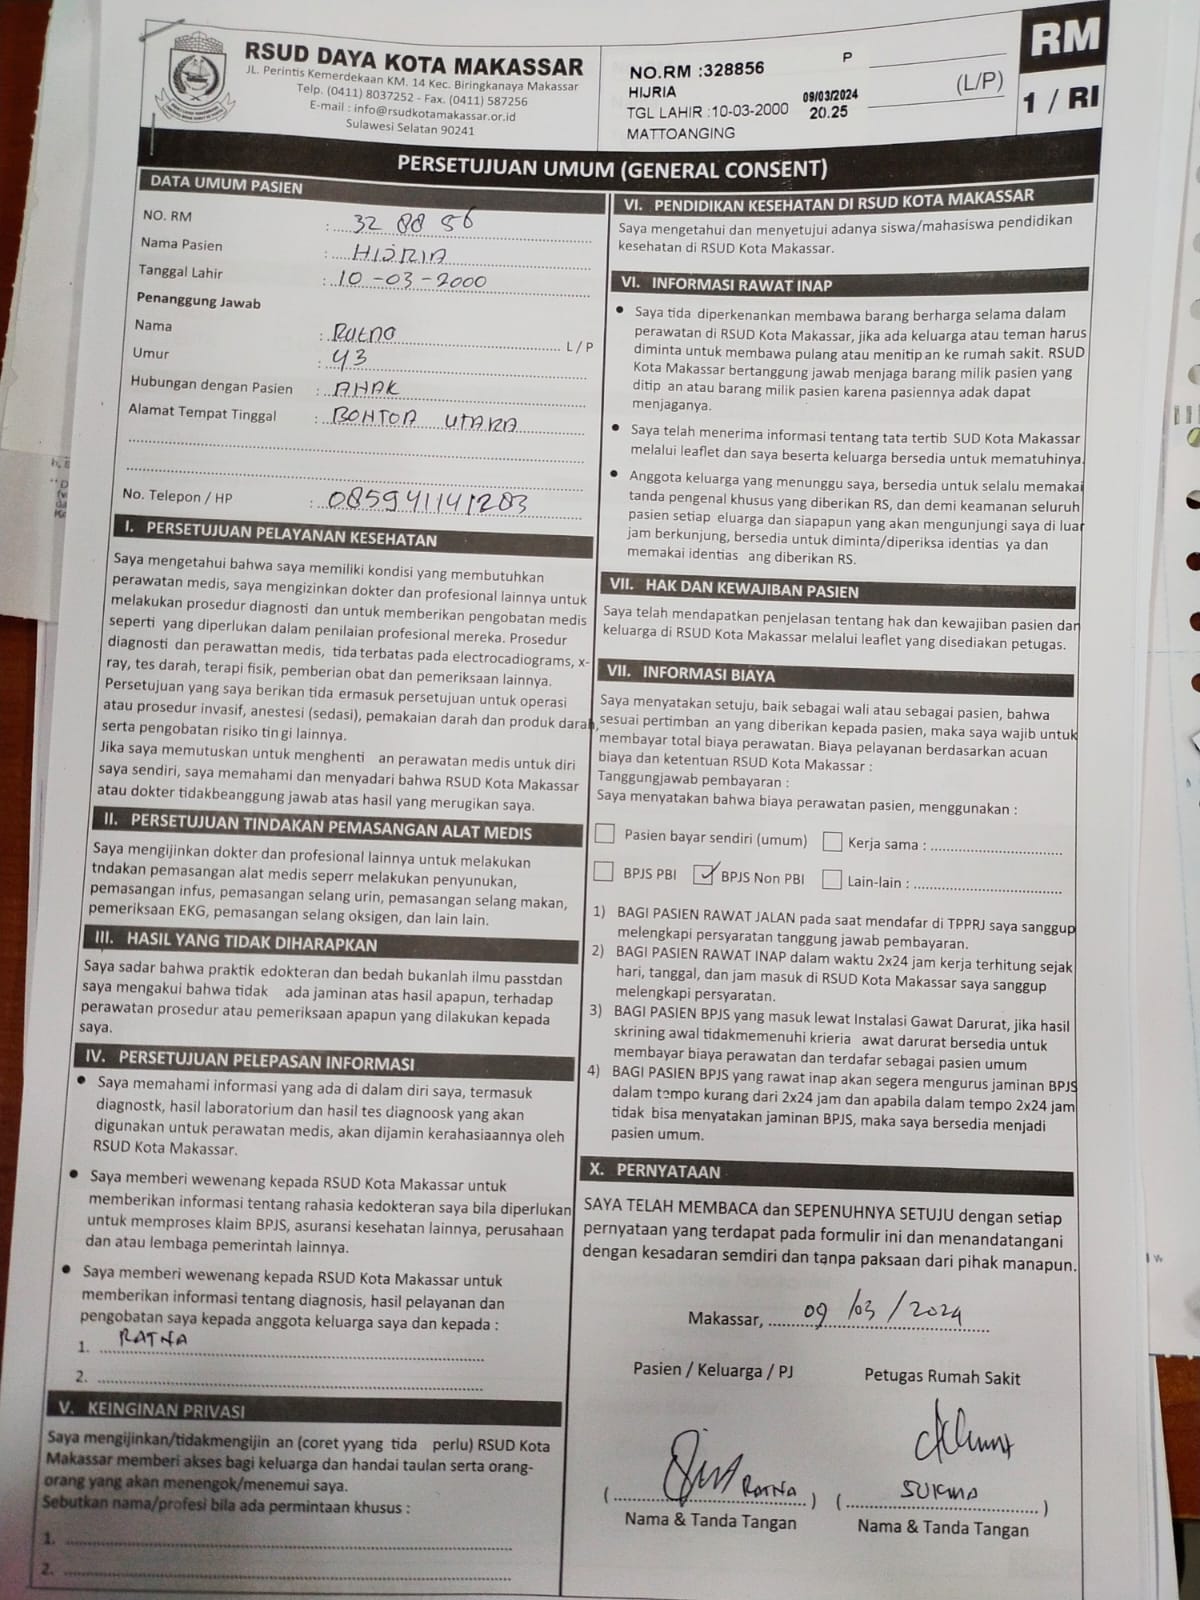 RSUD DAYA KOTA MAKASSAR
JL. Perintis Kemerdekaan KM. 14 Kec. Biringkanaya Makassar
Telp. (0411) 8037252 - Fax. (0411) 587256
E-mail : info@rsudkotamakassar.or.id
Sulawesi Selatan 90241
NO.RM :328856 P
HIJRIA 09/03/2024
TGL LAHIR :10-03-2000 20.25
MATTOANGING
(L/P)
RM
1 / RI
PERSETUJUAN UMUM (GENERAL CONSENT)
DATA UMUM PASIEN
NO. RM : 32 88 56
Nama Pasien : HIJRIA
Tanggal Lahir : 10-03-2000
Penanggung Jawab
Nama : Ratna L / P
Umur : 43
Hubungan dengan Pasien : ANAK
Alamat Tempat Tinggal : BONTOA UTARA
No. Telepon / HP : 085941141283
I. PERSETUJUAN PELAYANAN KESEHATAN
Saya mengetahui bahwa saya memiliki kondisi yang membutuhkan
perawatan medis, saya mengizinkan dokter dan profesional lainnya untuk
melakukan prosedur diagnosti dan untuk memberikan pengobatan medis
seperti yang diperlukan dalam penilaian profesional mereka. Prosedur
diagnosti dan perawattan medis, tida terbatas pada electrocadiograms, x-
ray, tes darah, terapi fisik, pemberian obat dan pemeriksaan lainnya.
Persetujuan yang saya berikan tida ermasuk persetujuan untuk operasi
atau prosedur invasif, anestesi (sedasi), pemakaian darah dan produk darah,
serta pengobatan risiko tin gi lainnya.
Jika saya memutuskan untuk menghenti an perawatan medis untuk diri
saya sendiri, saya memahami dan menyadari bahwa RSUD Kota Makassar
atau dokter tidakbeanggung jawab atas hasil yang merugikan saya.
II. PERSETUJUAN TINDAKAN PEMASANGAN ALAT MEDIS
Saya mengijinkan dokter dan profesional lainnya untuk melakukan
tndakan pemasangan alat medis seperr melakukan penyunukan,
pemasangan infus, pemasangan selang urin, pemasangan selang makan,
pemeriksaan EKG, pemasangan selang oksigen, dan lain lain.
III. HASIL YANG TIDAK DIHARAPKAN
Saya sadar bahwa praktik edokteran dan bedah bukanlah ilmu passtdan
saya mengakui bahwa tidak ada jaminan atas hasil apapun, terhadap
perawatan prosedur atau pemeriksaan apapun yang dilakukan kepada
saya.
IV. PERSETUJUAN PELEPASAN INFORMASI
• Saya memahami informasi yang ada di dalam diri saya, termasuk
diagnostk, hasil laboratorium dan hasil tes diagnoosk yang akan
digunakan untuk perawatan medis, akan dijamin kerahasiaannya oleh
RSUD Kota Makassar.
• Saya memberi wewenang kepada RSUD Kota Makassar untuk
memberikan informasi tentang rahasia kedokteran saya bila diperlukan
untuk memproses klaim BPJS, asuransi kesehatan lainnya, perusahaan
dan atau lembaga pemerintah lainnya.
• Saya memberi wewenang kepada RSUD Kota Makassar untuk
memberikan informasi tentang diagnosis, hasil pelayanan dan
pengobatan saya kepada anggota keluarga saya dan kepada :
1. RATNA
2.
V. KEINGINAN PRIVASI
Saya mengijinkan/tidakmengijin an (coret yyang tida perlu) RSUD Kota
Makassar memberi akses bagi keluarga dan handai taulan serta orang-
orang yang akan menengok/menemui saya.
Sebutkan nama/profesi bila ada permintaan khusus :
1.
2.
VI. PENDIDIKAN KESEHATAN DI RSUD KOTA MAKASSAR
Saya mengetahui dan menyetujui adanya siswa/mahasiswa pendidikan
kesehatan di RSUD Kota Makassar.
VI. INFORMASI RAWAT INAP
• Saya tida diperkenankan membawa barang berharga selama dalam
perawatan di RSUD Kota Makassar, jika ada keluarga atau teman harus
diminta untuk membawa pulang atau menitip an ke rumah sakit. RSUD
Kota Makassar bertanggung jawab menjaga barang milik pasien yang
ditip an atau barang milik pasien karena pasiennya adak dapat
menjaganya.
• Saya telah menerima informasi tentang tata tertib SUD Kota Makassar
melalui leaflet dan saya beserta keluarga bersedia untuk mematuhinya.
• Anggota keluarga yang menunggu saya, bersedia untuk selalu memakai
tanda pengenal khusus yang diberikan RS, dan demi keamanan seluruh
pasien setiap eluarga dan siapapun yang akan mengunjungi saya di luar
jam berkunjung, bersedia untuk diminta/diperiksa identias ya dan
memakai identias ang diberikan RS.
VII. HAK DAN KEWAJIBAN PASIEN
Saya telah mendapatkan penjelasan tentang hak dan kewajiban pasien dan
keluarga di RSUD Kota Makassar melalui leaflet yang disediakan petugas.
VII. INFORMASI BIAYA
Saya menyatakan setuju, baik sebagai wali atau sebagai pasien, bahwa
sesuai pertimban an yang diberikan kepada pasien, maka saya wajib untuk
membayar total biaya perawatan. Biaya pelayanan berdasarkan acuan
biaya dan ketentuan RSUD Kota Makassar :
Tanggungjawab pembayaran :
Saya menyatakan bahwa biaya perawatan pasien, menggunakan :
Pasien bayar sendiri (umum) Kerja sama :
BPJS PBI ✓ BPJS Non PBI Lain-lain :
1) BAGI PASIEN RAWAT JALAN pada saat mendafar di TPPRJ saya sanggup
melengkapi persyaratan tanggung jawab pembayaran.
2) BAGI PASIEN RAWAT INAP dalam waktu 2x24 jam kerja terhitung sejak
hari, tanggal, dan jam masuk di RSUD Kota Makassar saya sanggup
melengkapi persyaratan.
3) BAGI PASIEN BPJS yang masuk lewat Instalasi Gawat Darurat, jika hasil
skrining awal tidakmemenuhi krieria awat darurat bersedia untuk
membayar biaya perawatan dan terdafar sebagai pasien umum
4) BAGI PASIEN BPJS yang rawat inap akan segera mengurus jaminan BPJS
dalam tempo kurang dari 2x24 jam dan apabila dalam tempo 2x24 jam
tidak bisa menyatakan jaminan BPJS, maka saya bersedia menjadi
pasien umum.
X. PERNYATAAN
SAYA TELAH MEMBACA dan SEPENUHNYA SETUJU dengan setiap
pernyataan yang terdapat pada formulir ini dan menandatangani
dengan kesadaran semdiri dan tanpa paksaan dari pihak manapun.
Makassar, 09/03/2024
Pasien / Keluarga / PJ Petugas Rumah Sakit
( RATNA ) ( SUKMA )
Nama & Tanda Tangan Nama & Tanda Tangan